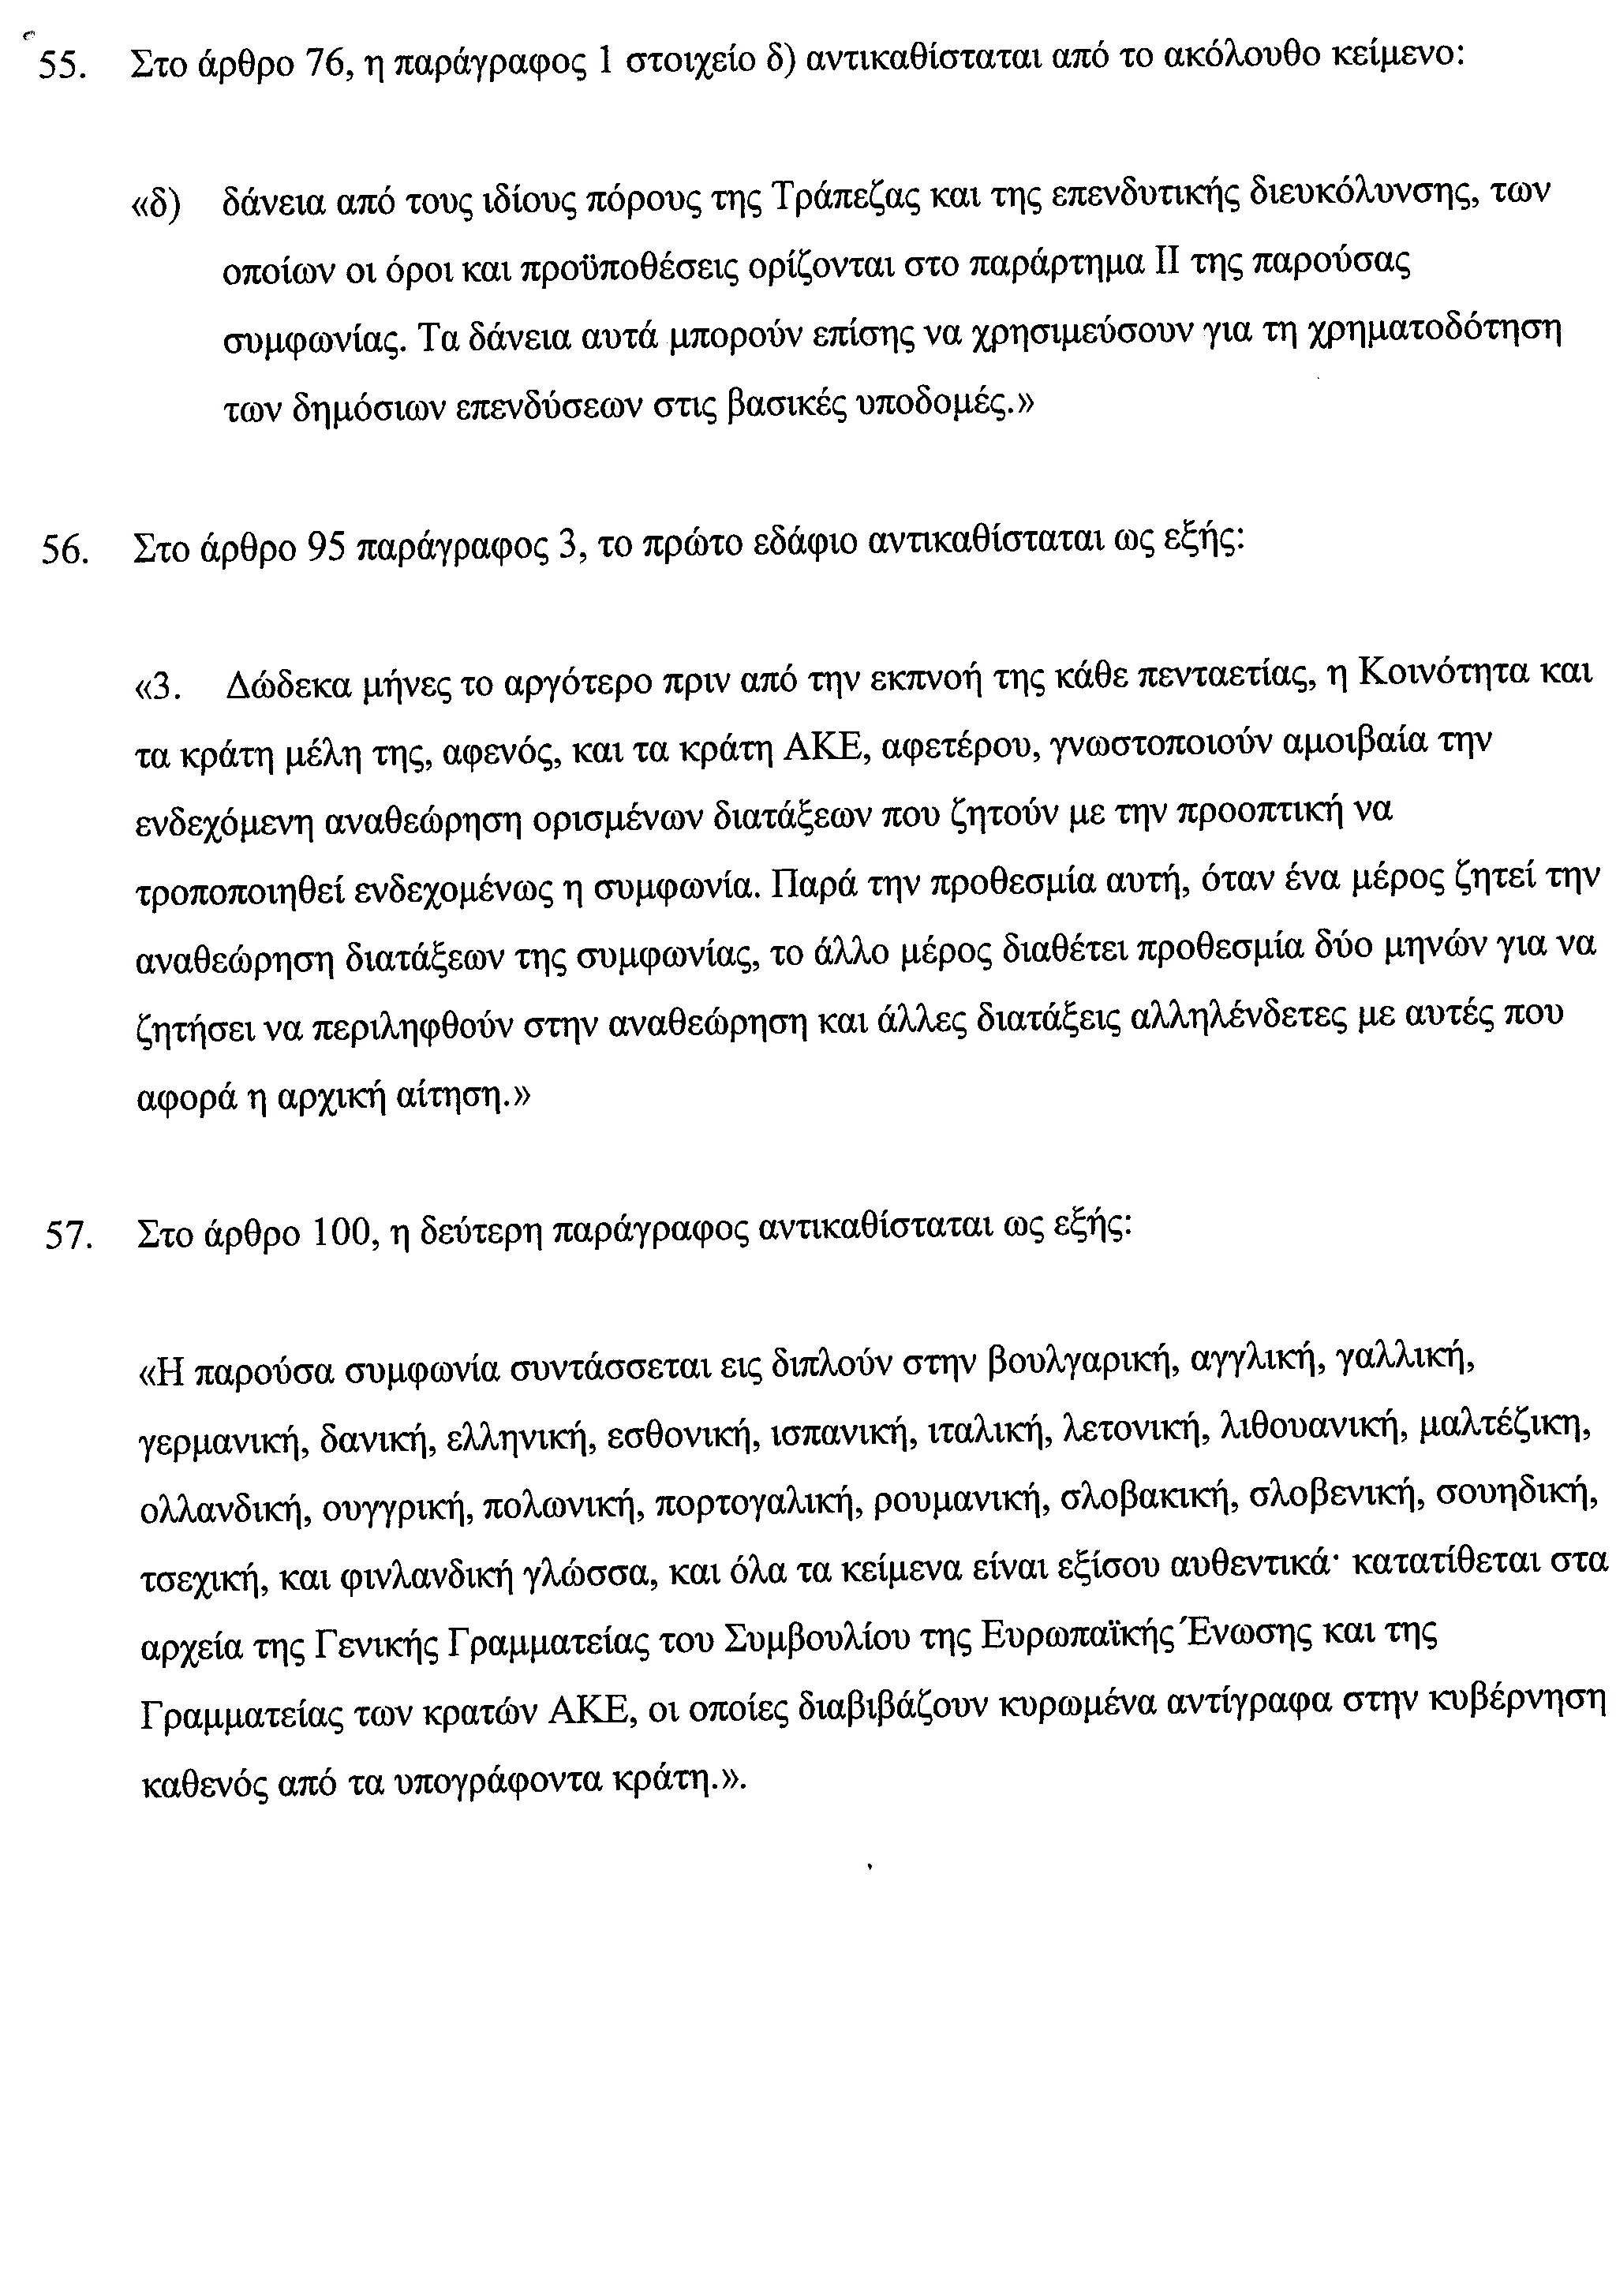 55. Στο άρθρο 76, η παράγραφος 1 στοιχείο δ) αντικαθίσταται από το ακόλουθο κείμενο:
«δ) δάνεια από τους ιδίους πόρους της Τράπεζας και της επενδυτικής διευκόλυνσης, των
οποίων οι όροι και προϋποθέσεις ορίζονται στο παράρτημα ΙΙ της παρούσας
συμφωνίας. Τα δάνεια αυτά μπορούν επίσης να χρησιμεύσουν για τη χρηματοδότηση
των δημόσιων επενδύσεων στις βασικές υποδομές.»
56. Στο άρθρο 95 παράγραφος 3, το πρώτο εδάφιο αντικαθίσταται ως εξής:
«3. Δώδεκα μήνες το αργότερο πριν από την εκπνοή της κάθε πενταετίας, η Κοινότητα και
τα κράτη μέλη της, αφενός, και τα κράτη ΑΚΕ, αφετέρου, γνωστοποιούν αμοιβαία την
ενδεχόμενη αναθεώρηση ορισμένων διατάξεων που ζητούν με την προοπτική να
τροποποιηθεί ενδεχομένως η συμφωνία. Παρά την προθεσμία αυτή, όταν ένα μέρος ζητεί την
αναθεώρηση διατάξεων της συμφωνίας, το άλλο μέρος διαθέτει προθεσμία δύο μηνών για να
ζητήσει να περιληφθούν στην αναθεώρηση και άλλες διατάξεις αλληλένδετες με αυτές που
αφορά η αρχική αίτηση.»
57. Στο άρθρο 100, η δεύτερη παράγραφος αντικαθίσταται ως εξής:
«Η παρούσα συμφωνία συντάσσεται εις διπλούν στην βουλγαρική, αγγλική, γαλλική,
γερμανική, δανική, ελληνική, εσθονική, ισπανική, ιταλική, λετονική, λιθουανική, μαλτέζικη,
ολλανδική, ουγγρική, πολωνική, πορτογαλική, ρουμανική, σλοβακική, σλοβενική, σουηδική,
τσεχική, και φινλανδική γλώσσα, και όλα τα κείμενα είναι εξίσου αυθεντικά· κατατίθεται στα
αρχεία της Γενικής Γραμματείας του Συμβουλίου της Ευρωπαϊκής Ένωσης και της
Γραμματείας των κρατών ΑΚΕ, οι οποίες διαβιβάζουν κυρωμένα αντίγραφα στην κυβέρνηση
καθενός από τα υπογράφοντα κράτη.».